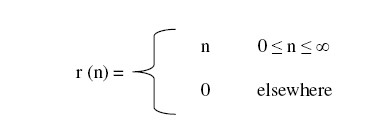 n 0 ≤ n ≤ ∞
r (n) =
0 elsewhere